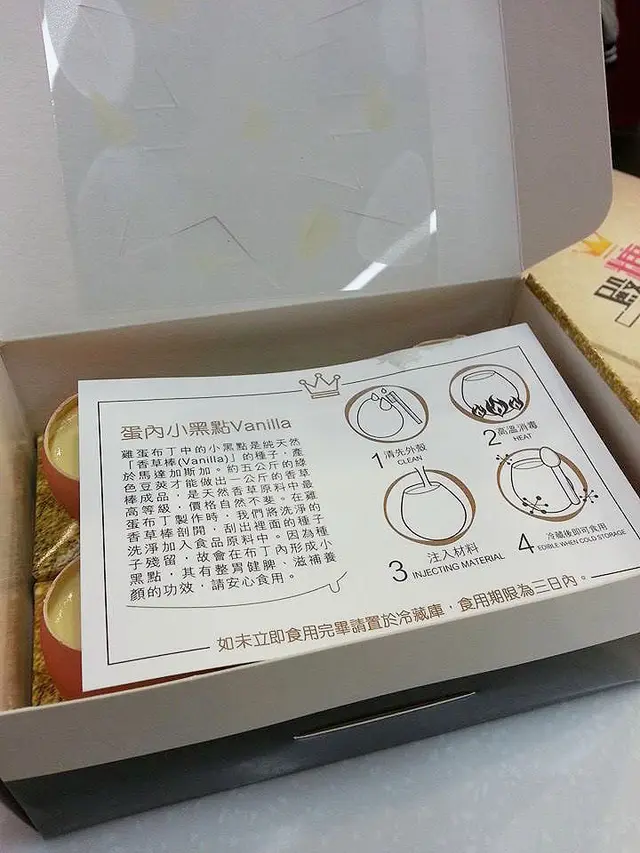 蛋內小黑點Vanilla
雞蛋布丁中的小黑點是純天然
「香草棒(Vanilla)」的種子，產
於馬達加斯加。約五公斤的綠
色豆莢才能做出一公斤的香草
棒成品，是天然香草原料中最
高等級，價格自然不斐。在雞
蛋布丁製作時，我們將洗淨的
香草棒剖開，刮出裡面的種子
洗淨加入食品原料中。因為種
子殘留，故會在布丁內形成小
黑點，其有整胃健脾、滋補養
顏的功效，請安心食用。
1 清先外殼
CLEAN
2 高溫消毒
HEAT
3 注入材料
INJECTING MATERIAL
4 冷藏後即可食用
EDIBLE WHEN COLD STORAGE
如未立即食用完畢請置於冷藏庫，食用期限為三日內。
糖